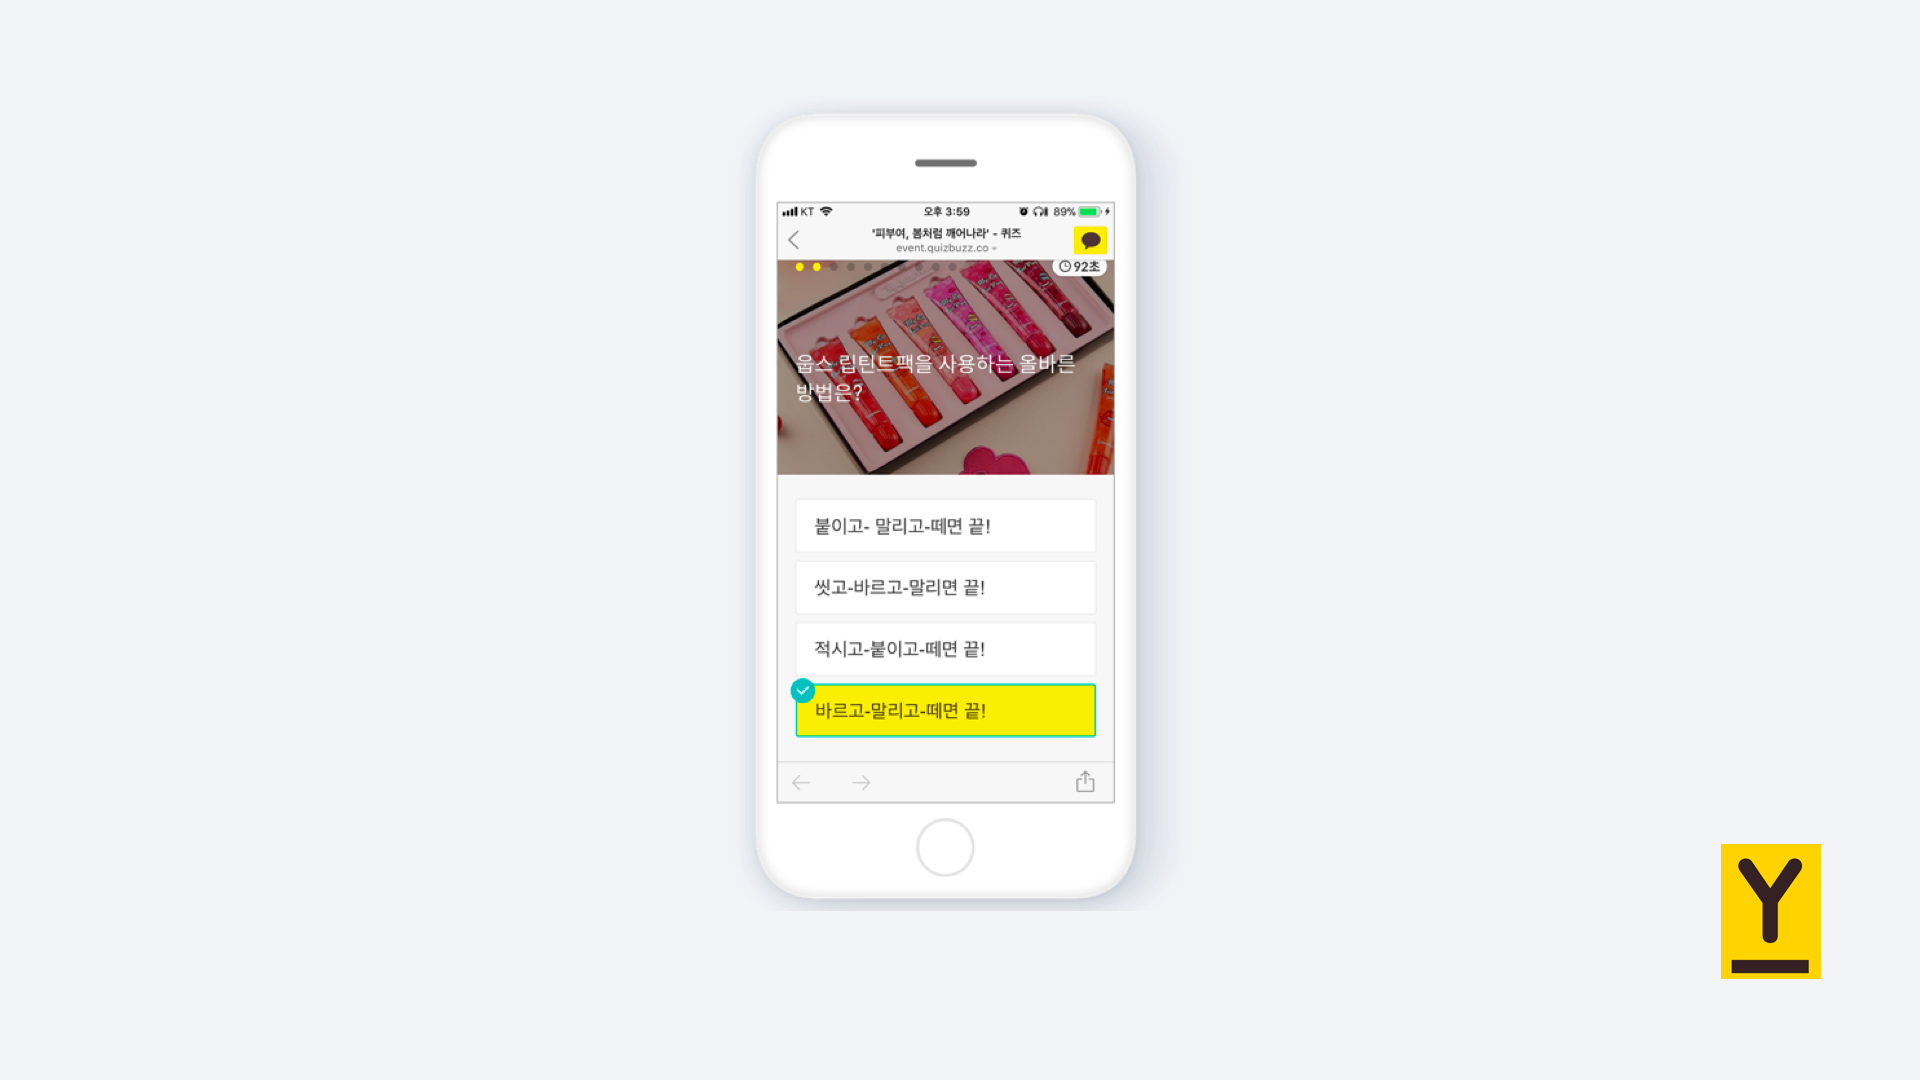 KT 오후 3:59 89%
'피부여, 봄처럼 깨어나라' - 퀴즈
event.quizbuzz.co
92초
웁스 립틴트팩을 사용하는 올바른
방법은?
붙이고- 말리고-떼면 끝!
씻고-바르고-말리면 끝!
적시고-붙이고-떼면 끝!
바르고-말리고-떼면 끝!
Y